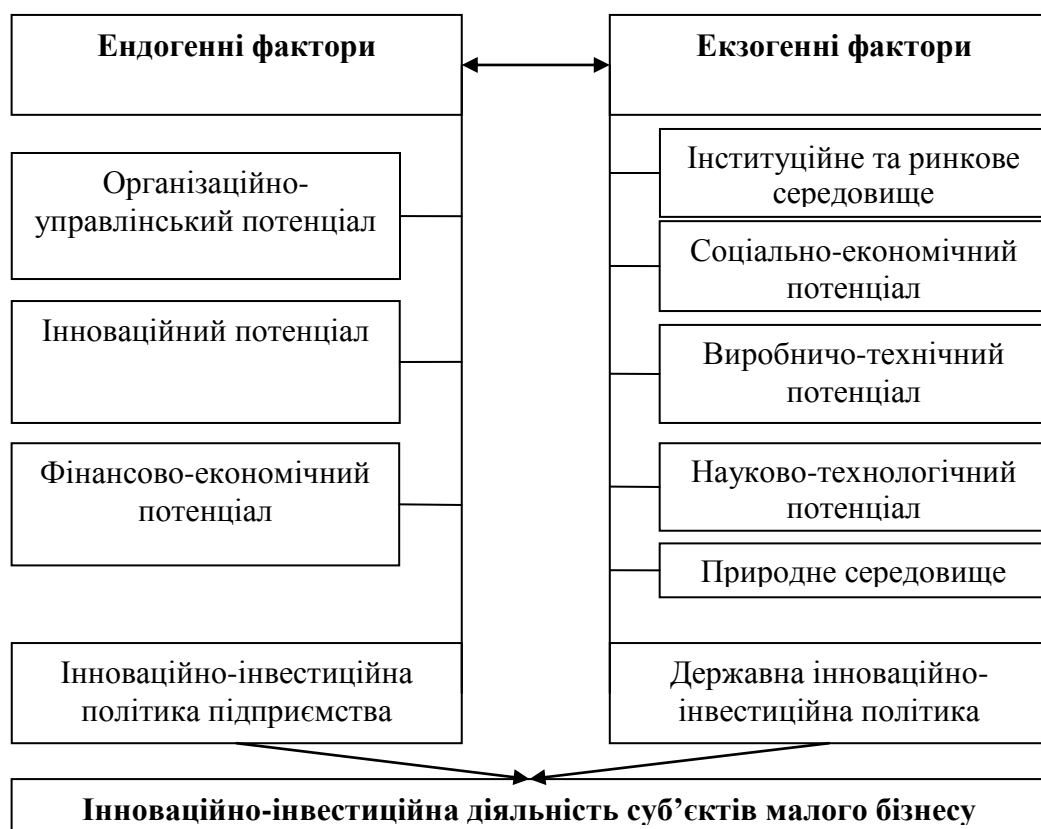 Ендогенні фактори
Екзогенні фактори
Організаційно-
управлінський потенціал
Інноваційний потенціал
Фінансово-економічний
потенціал
Інституційне та ринкове
середовище
Соціально-економічний
потенціал
Виробничо-технічний
потенціал
Науково-технологічний
потенціал
Природне середовище
Інноваційно-інвестиційна
політика підприємства
Державна інноваційно-
інвестиційна політика
Інноваційно-інвестиційна діяльність суб’єктів малого бізнесу